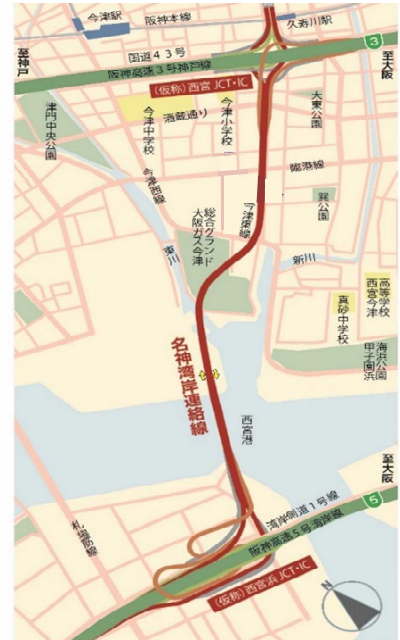 今津駅
阪神本線
久寿川駅
至神戸
国道43号
阪神高速3号神戸線
3
至大阪
(仮称)西宮JCT・IC
津門中央公園
今津中学校
酒蔵通り
今津小学校
大東公園
臨港線
今津西線
巽公園
総合グランド
大阪ガス今津
今津東線
東川
新川
高等学校
西宮今津
真砂中学校
海浜公園
甲子園浜
名神湾岸連絡線
西宮港
至大阪
札場筋線
湾岸側道1号線
5
阪神高速5号湾岸線
(仮称)西宮浜JCT・IC
N